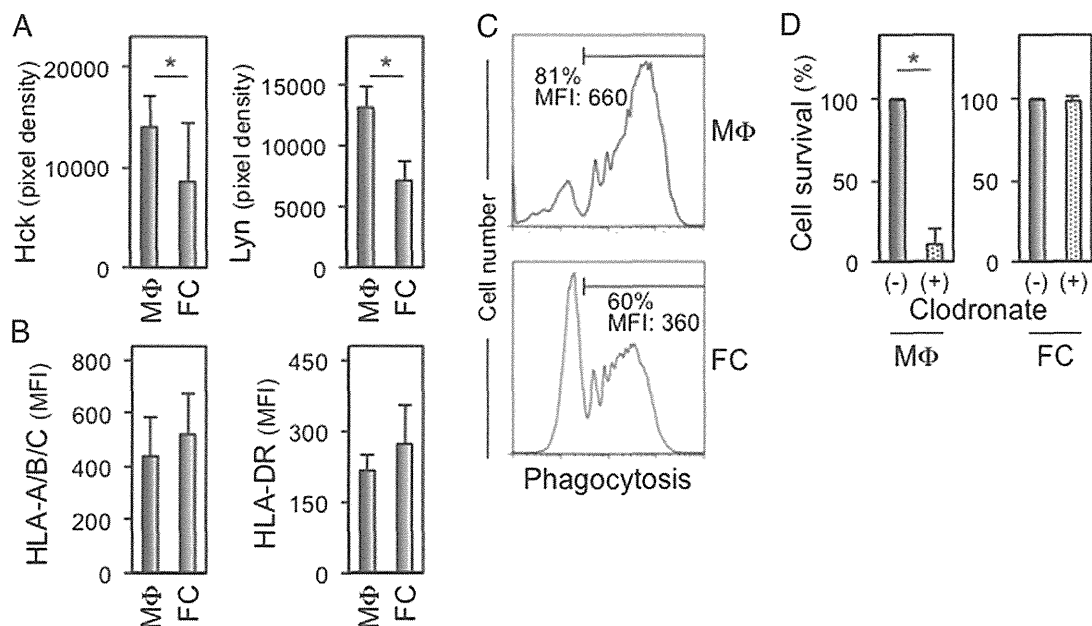 A
Hck (pixel density)
20000
10000
0
*
MΦ
FC
Lyn (pixel density)
15000
10000
5000
0
*
MΦ
FC
B
HLA-A/B/C (MFI)
800
600
400
200
0
MΦ
FC
HLA-DR (MFI)
450
300
150
0
MΦ
FC
C
Cell number
81%
MFI: 660
MΦ
60%
MFI: 360
FC
Phagocytosis
D
Cell survival (%)
100
50
0
*
(-) (+)
100
50
0
(-) (+)
Clodronate
MΦ
FC